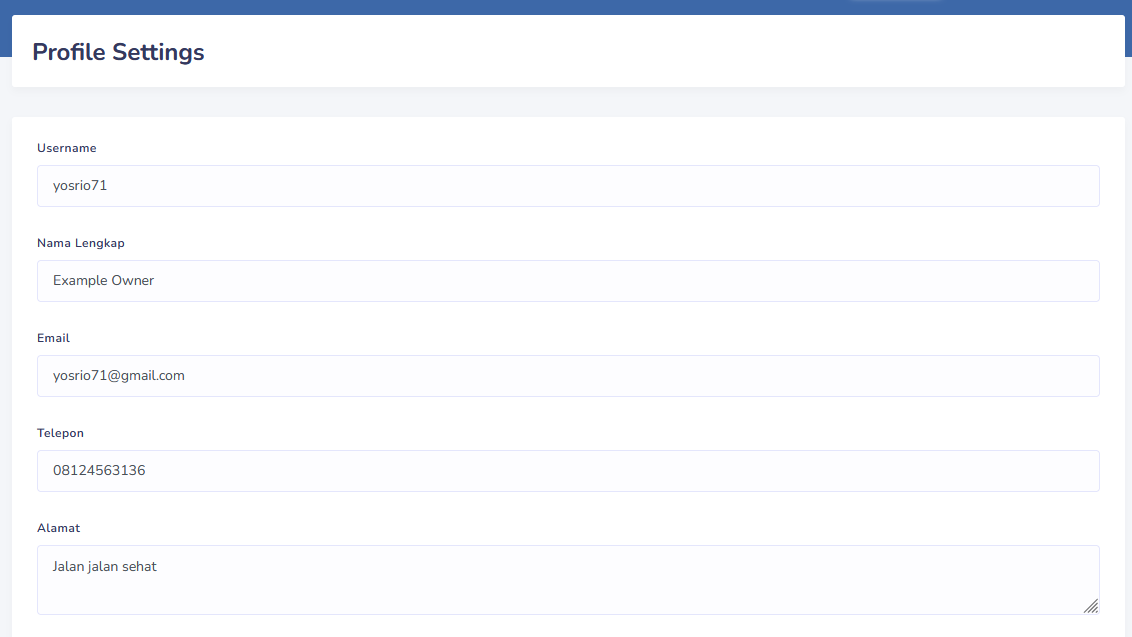 Profile Settings
Username
yosrio71
Nama Lengkap
Example Owner
Email
yosrio71@gmail.com
Telepon
08124563136
Alamat
Jalan jalan sehat